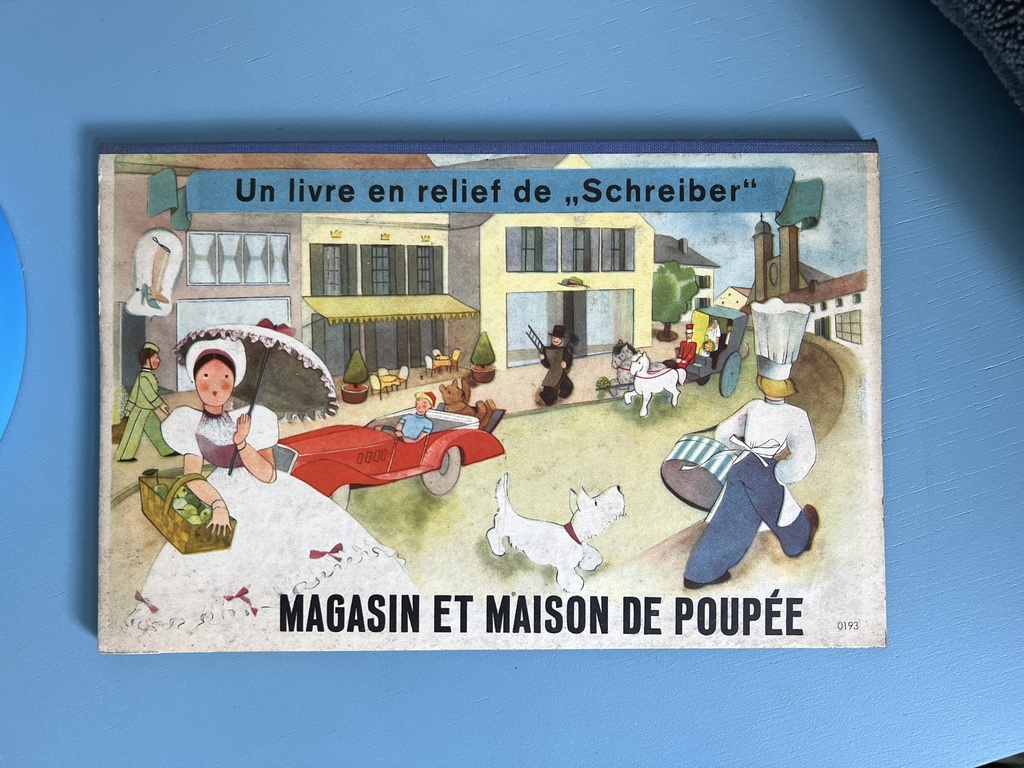 Un livre en relief de „Schreiber“
MAGASIN ET MAISON DE POUPÉE
0193